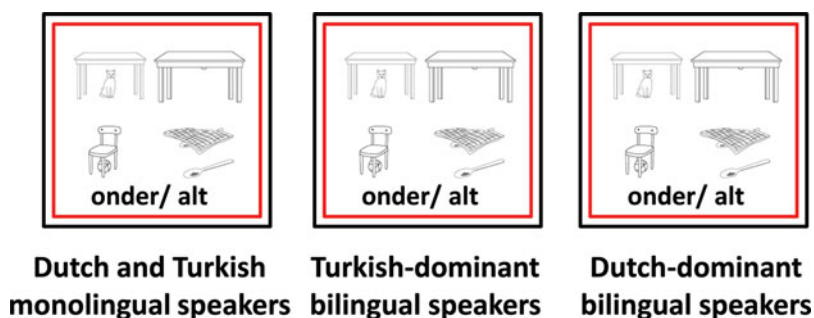 onder/ alt
onder/ alt
onder/ alt
Dutch and Turkish
monolingual speakers
Turkish-dominant
bilingual speakers
Dutch-dominant
bilingual speakers